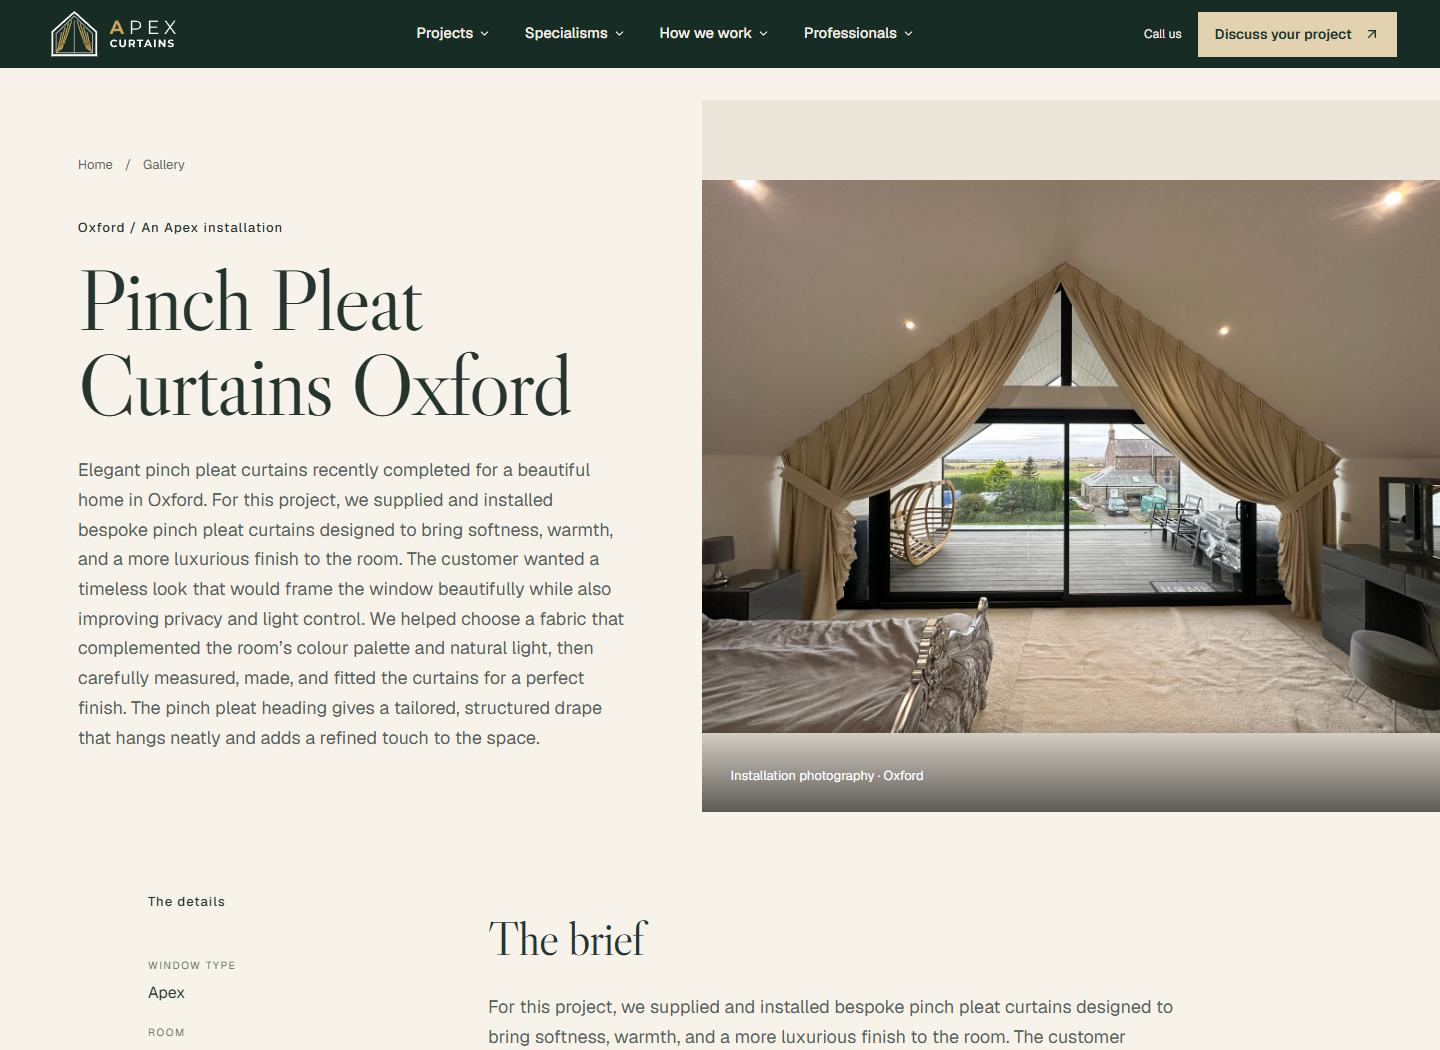 APEX
CURTAINS
Projects
Specialisms
How we work
Professionals
Call us
Discuss your project
Home / Gallery
Oxford / An Apex installation
Pinch Pleat
Curtains Oxford
Elegant pinch pleat curtains recently completed for a beautiful
home in Oxford. For this project, we supplied and installed
bespoke pinch pleat curtains designed to bring softness, warmth,
and a more luxurious finish to the room. The customer wanted a
timeless look that would frame the window beautifully while also
improving privacy and light control. We helped choose a fabric that
complemented the room’s colour palette and natural light, then
carefully measured, made, and fitted the curtains for a perfect
finish. The pinch pleat heading gives a tailored, structured drape
that hangs neatly and adds a refined touch to the space.
Installation photography · Oxford
The details
WINDOW TYPE
Apex
ROOM
The brief
For this project, we supplied and installed bespoke pinch pleat curtains designed to
bring softness, warmth, and a more luxurious finish to the room. The customer